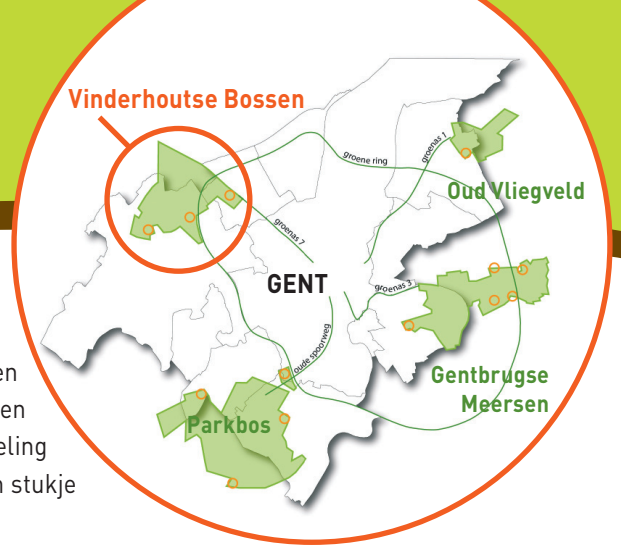 Vinderhoutse Bossen
groene ring
groenas 1
Oud Vliegveld
groenas 7
GENT
groenas 3
oude spoorweg
Gentbrugse
Meersen
Parkbos
en
en
eling
stukje